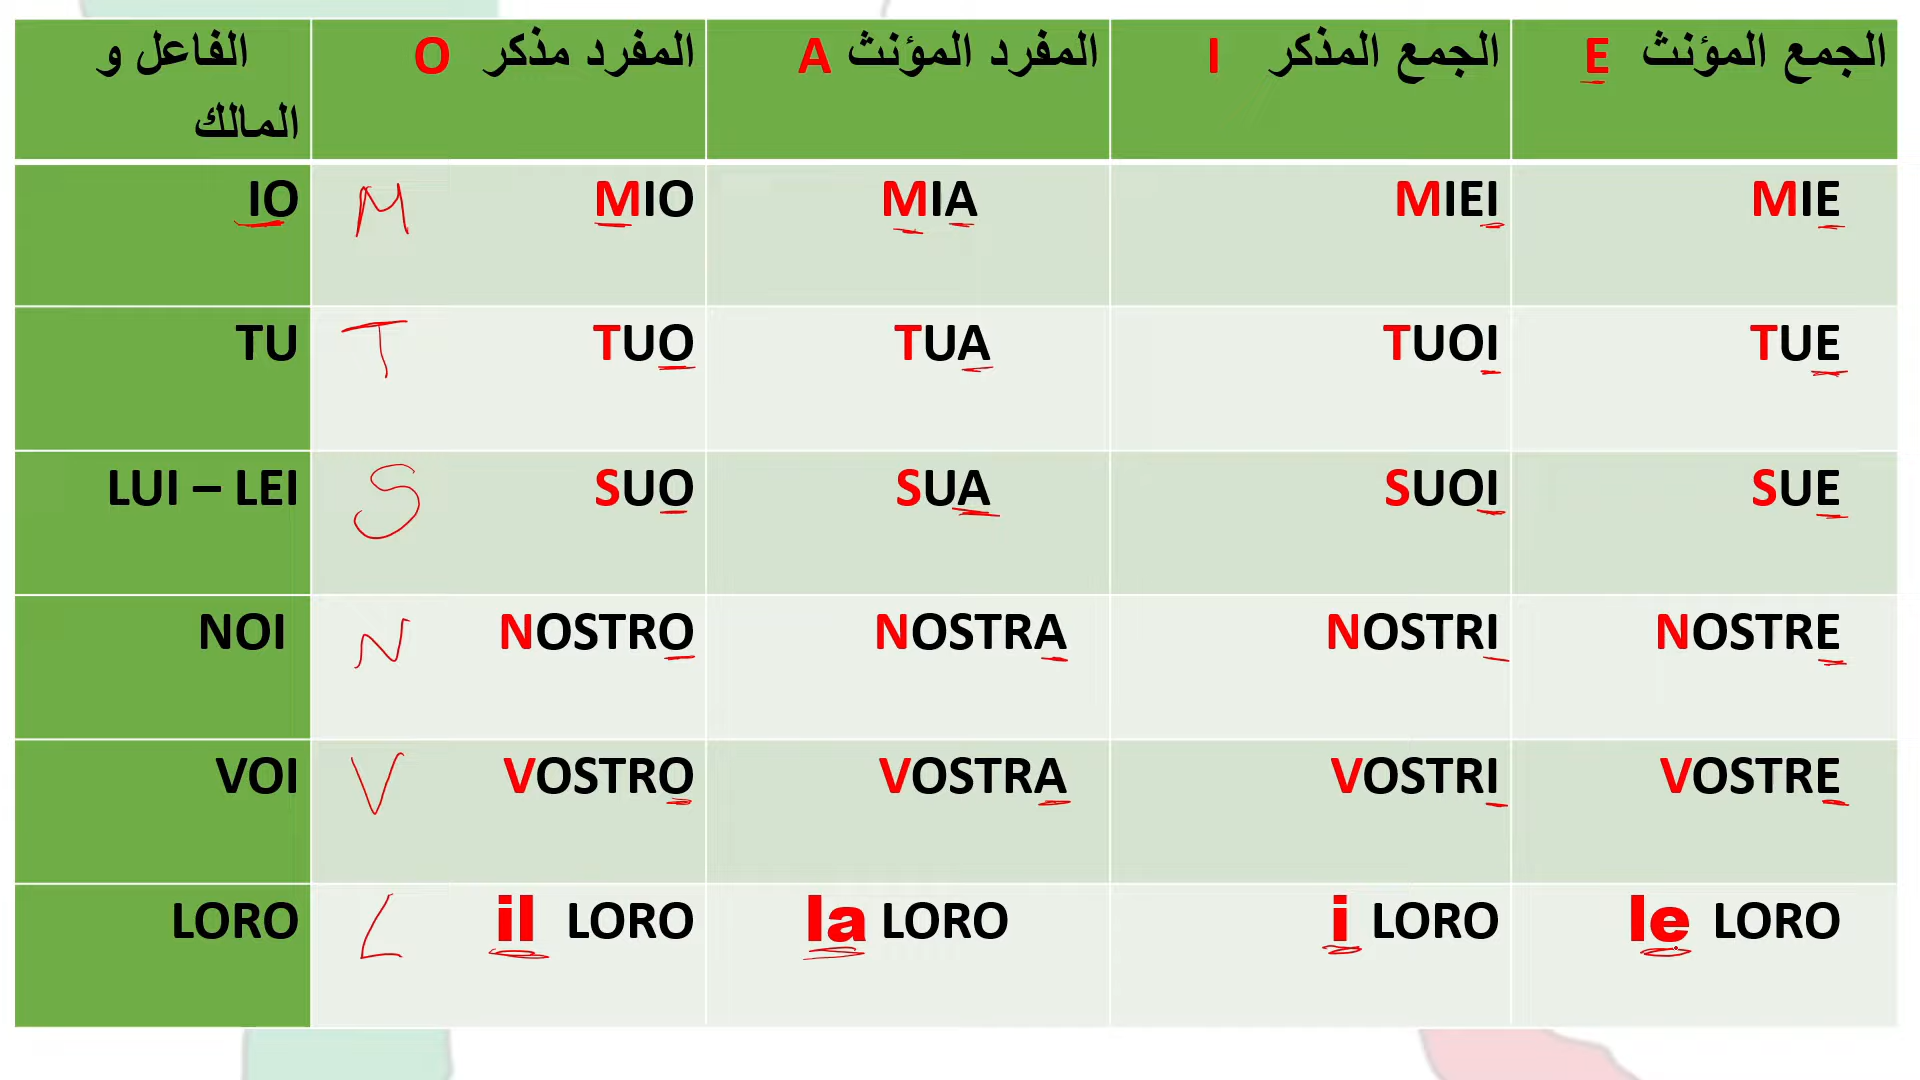 الفاعل و المفرد مذكر O المفرد المؤنث A الجمع المذكر I الجمع المؤنث E
المالك
IO M MIO MIA MIEI MIE
TU T TUO TUA TUOI TUE
LUI – LEI S SUO SUA SUOI SUE
NOI N NOSTRO NOSTRA NOSTRI NOSTRE
VOI V VOSTRO VOSTRA VOSTRI VOSTRE
LORO L il LORO la LORO i LORO le LORO